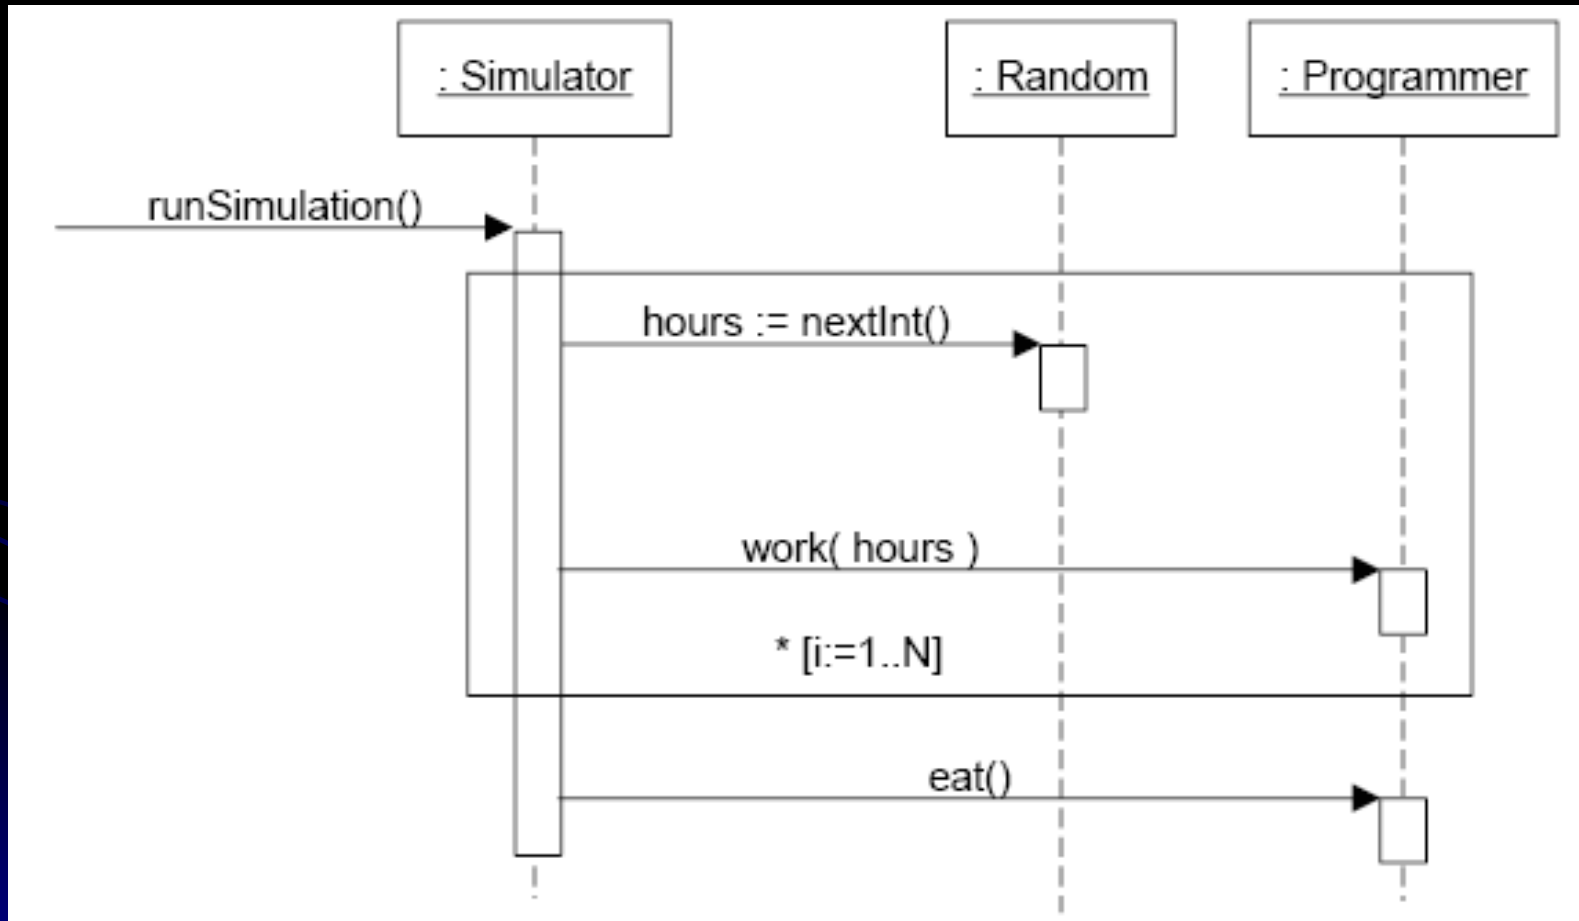 : Simulator
: Random
: Programmer
runSimulation()
hours := nextInt()
work( hours )
* [i:=1..N]
eat()